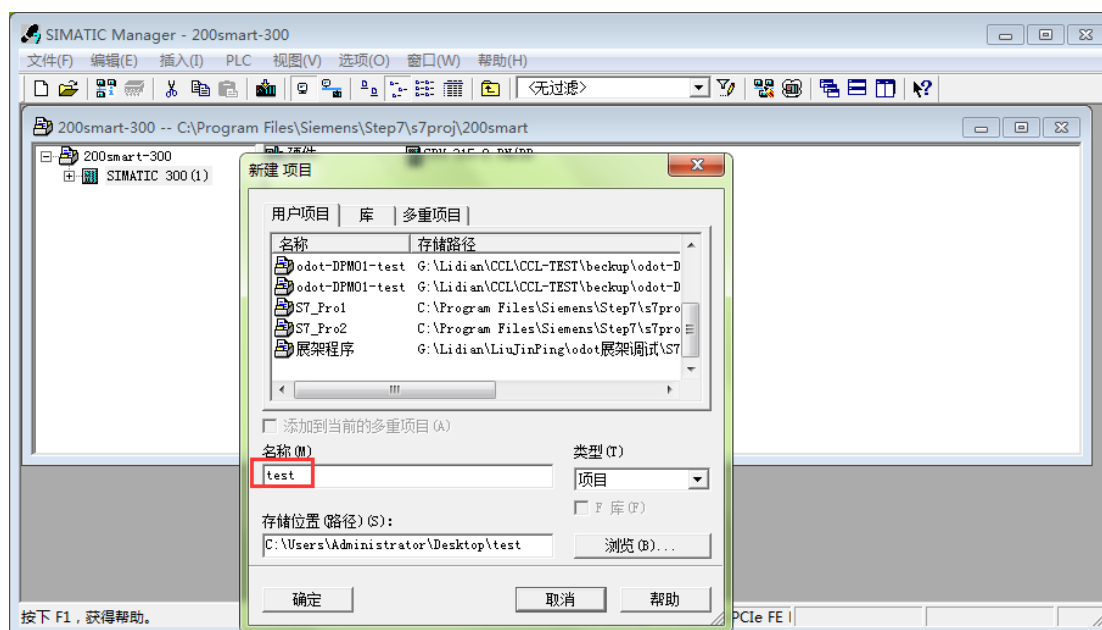 SIMATIC Manager - 200smart-300
文件(F) 编辑(E) 插入(I) PLC 视图(V) 选项(O) 窗口(W) 帮助(H)
<无过滤>
200smart-300 -- C:\Program Files\Siemens\Step7\s7proj\200smart
200smart-300
SIMATIC 300(1)
新建 项目
用户项目 库 多重项目
名称 存储路径
odot-DPM01-test G:\Lidian\CCL\CCL-TEST\beckup\odot-D
odot-DPM01-test G:\Lidian\CCL\CCL-TEST\beckup\odot-D
S7_Pro1 C:\Program Files\Siemens\Step7\s7pro
S7_Pro2 C:\Program Files\Siemens\Step7\s7pro
展架程序 G:\Lidian\LiuJinPing\odot展架调试\S7
添加到当前的多重项目(A)
名称(M) 类型(T)
test 项目
F 库(F)
存储位置(路径)(S):
C:\Users\Administrator\Desktop\test 浏览(B)...
确定 取消 帮助
按下 F1，获得帮助。 PCIe FE